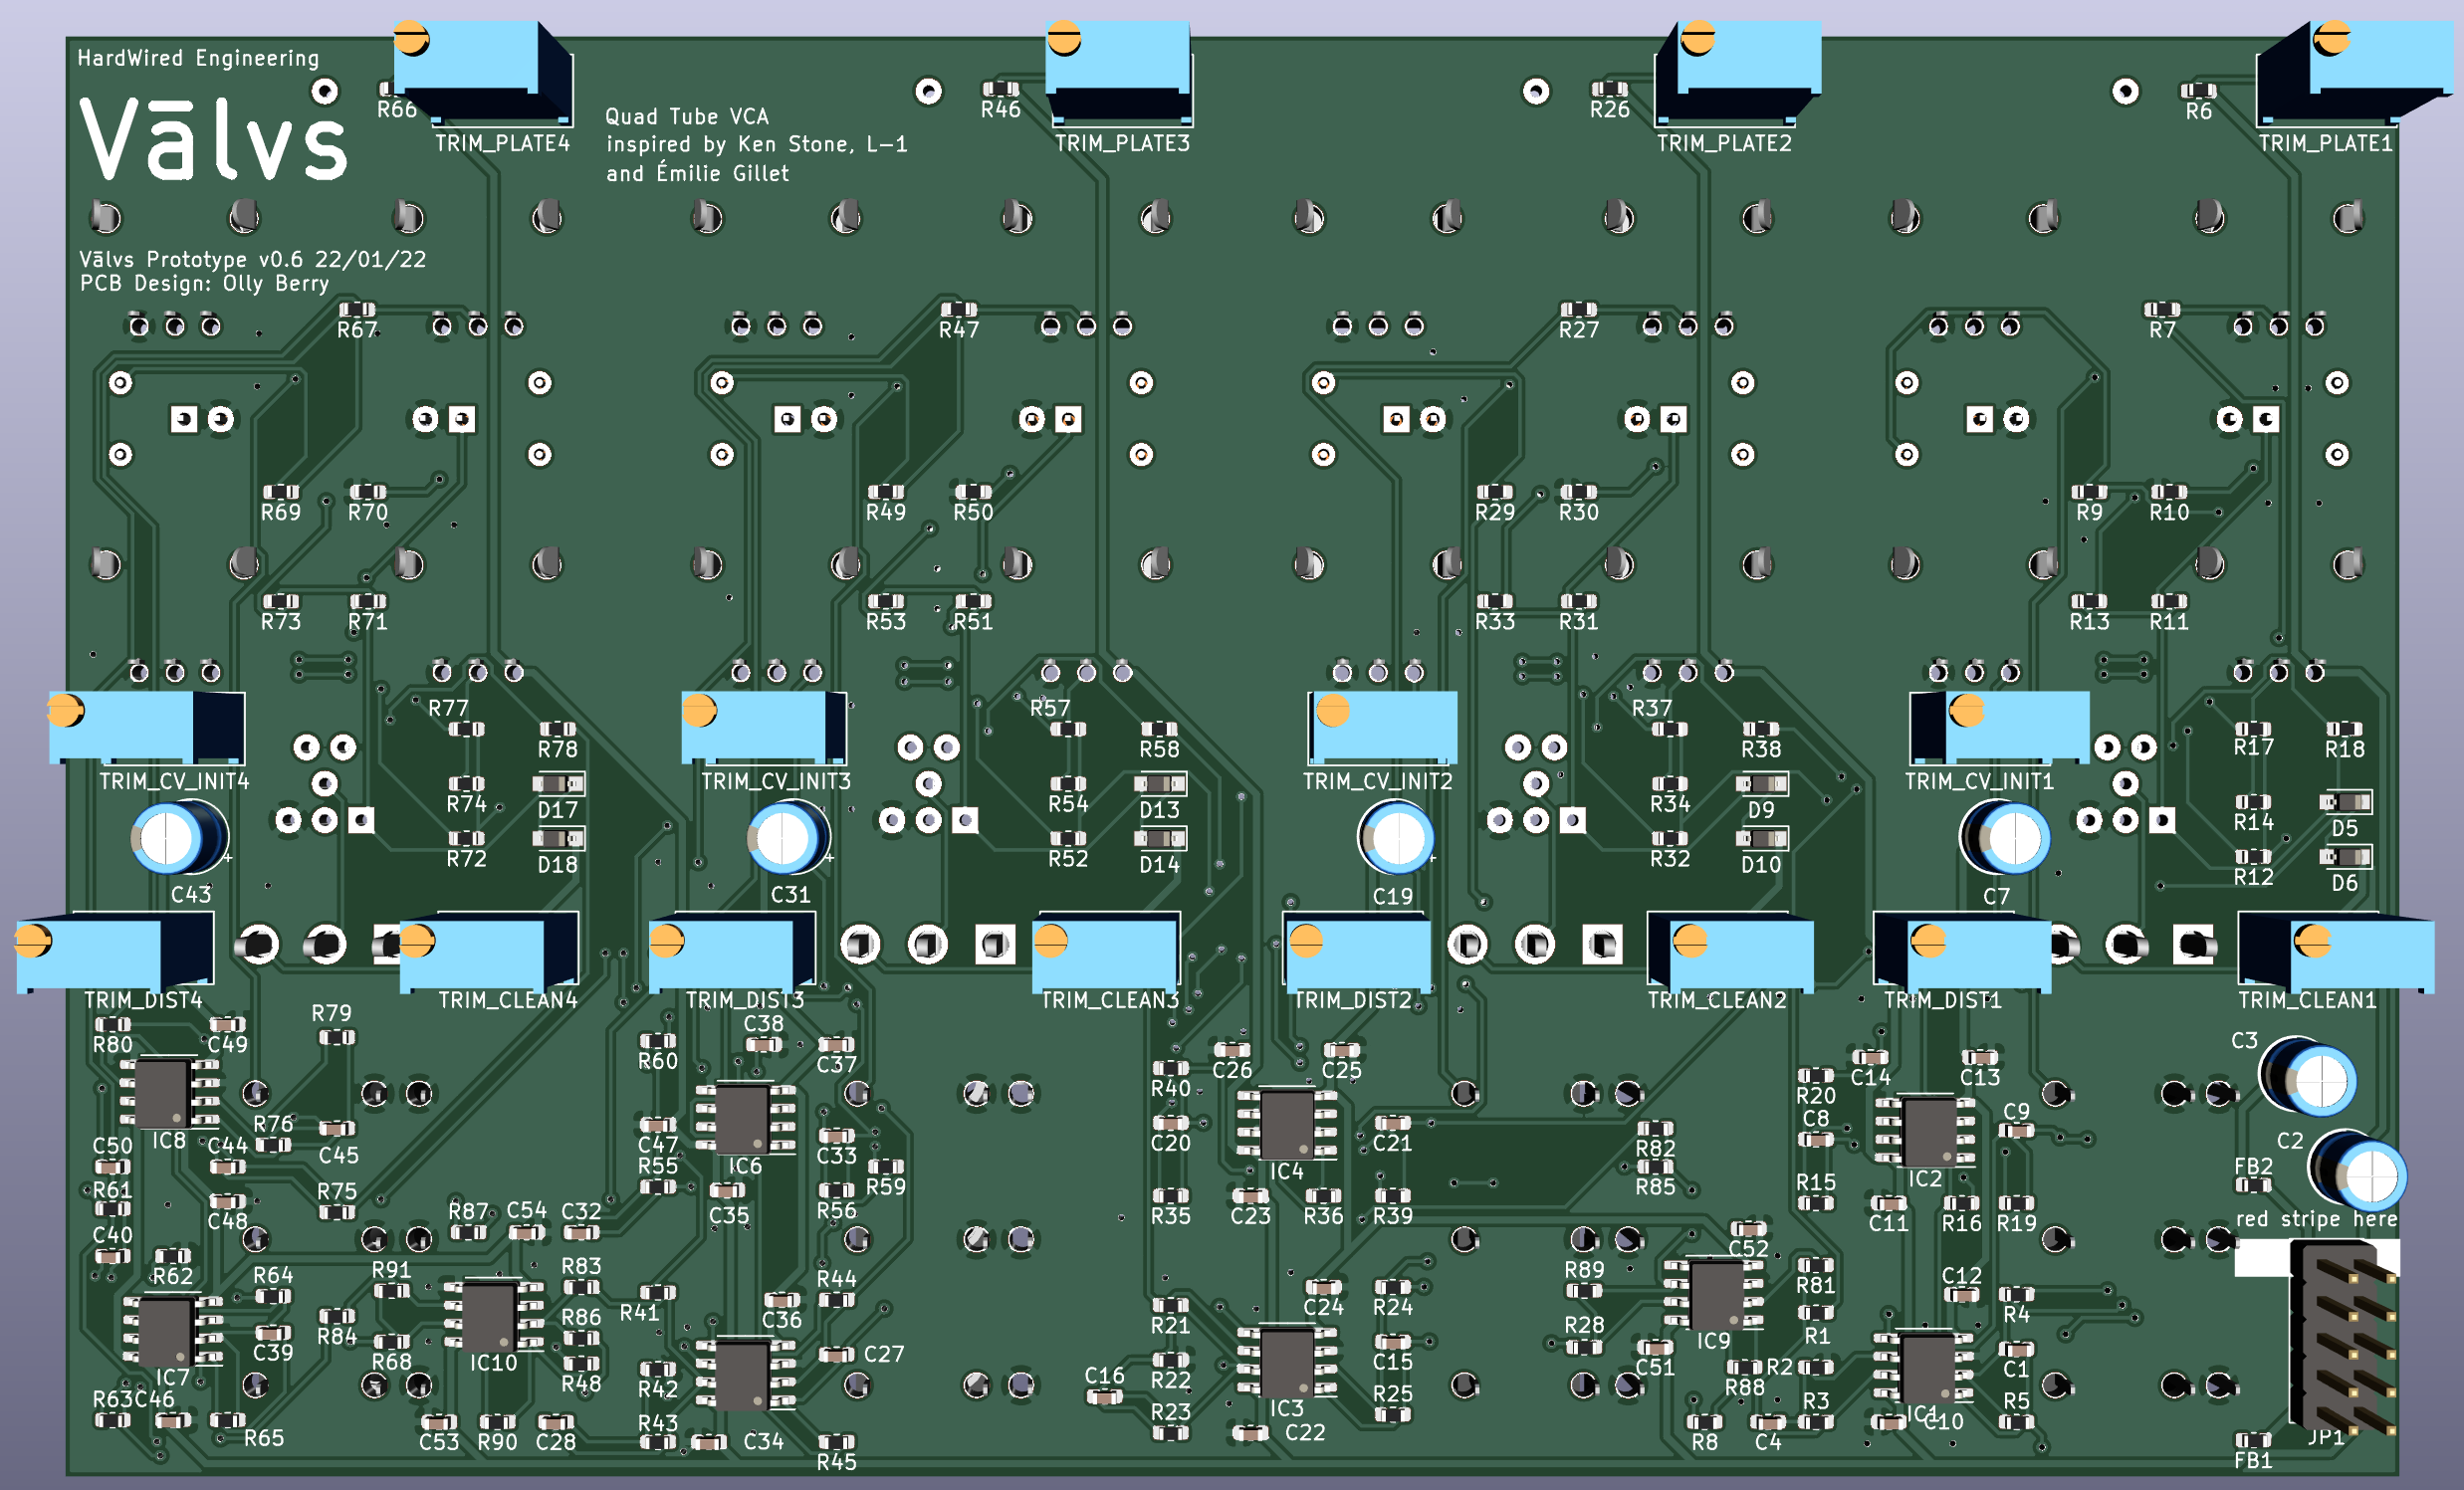 HardWired Engineering
Vālvs
Quad Tube VCA
inspired by Ken Stone, L-1
and Émilie Gillet
R66
R46
R26
R6
TRIM_PLATE4
TRIM_PLATE3
TRIM_PLATE2
TRIM_PLATE1
Vālvs Prototype v0.6 22/01/22
PCB Design: Olly Berry
R67
R47
R27
R7
R69
R70
R49
R50
R29
R30
R9
R10
R73
R71
R53
R51
R33
R31
R13
R11
R77
R78
R57
R58
R37
R38
R17
R18
TRIM_CV_INIT4
TRIM_CV_INIT3
TRIM_CV_INIT2
TRIM_CV_INIT1
R74
D17
R54
D13
R34
D9
R14
D5
R72
D18
R52
D14
R32
D10
R12
D6
+
+
+
C43
C31
C19
C7
TRIM_DIST4
TRIM_CLEAN4
TRIM_DIST3
TRIM_CLEAN3
TRIM_DIST2
TRIM_CLEAN2
TRIM_DIST1
TRIM_CLEAN1
R80
C49
R79
R60
C38
C37
R40
C26
C25
R20
C14
C13
C3
IC8
R76
C45
C47
C33
C20
IC4
C21
R82
C8
IC2
C9
C2
C50
C44
R55
IC6
R59
R85
FB2
R61
C48
R75
C35
R56
R35
C23
R36
R39
R15
C11
R16
R19
red stripe here
C40
R62
R87
C54
C32
C52
R64
R91
R83
R41
C36
R44
R21
C24
R24
R89
R81
C12
R4
IC7
C39
R84
R68
IC10
R86
R48
R42
C27
C16
R22
IC3
C15
R28
C51
IC9
R88
R2
R1
C1
R63
C46
R65
C53
R90
C28
R43
C34
R45
R23
C22
R25
R8
C4
R3
IC1
C10
R5
JP1
FB1